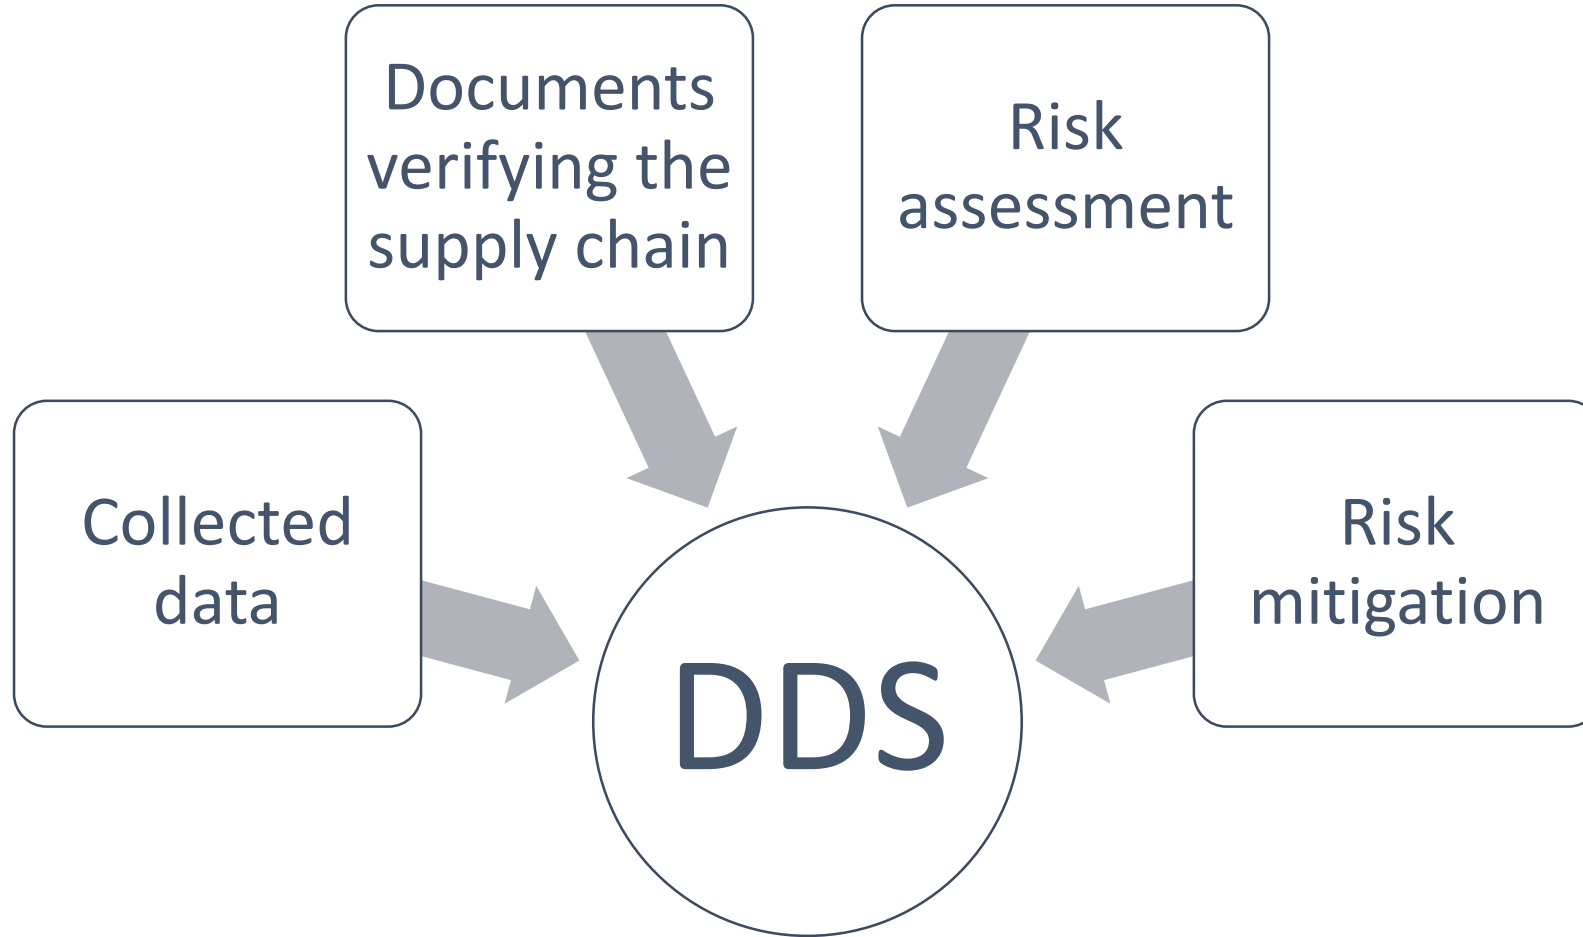 Documents
verifying the
supply chain
Risk
assessment
Collected
data
Risk
mitigation
DDS